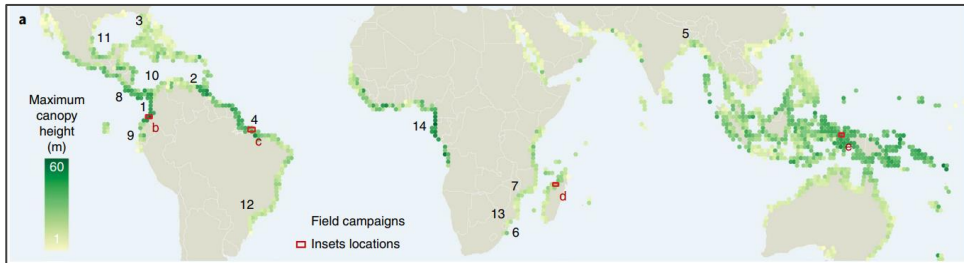 a
3
11
5
10
2
Maximum
canopy
height
(m)
8
1
b
4
c
9
14
e
60
7
d
12
13
6
Field campaigns
Insets locations
1